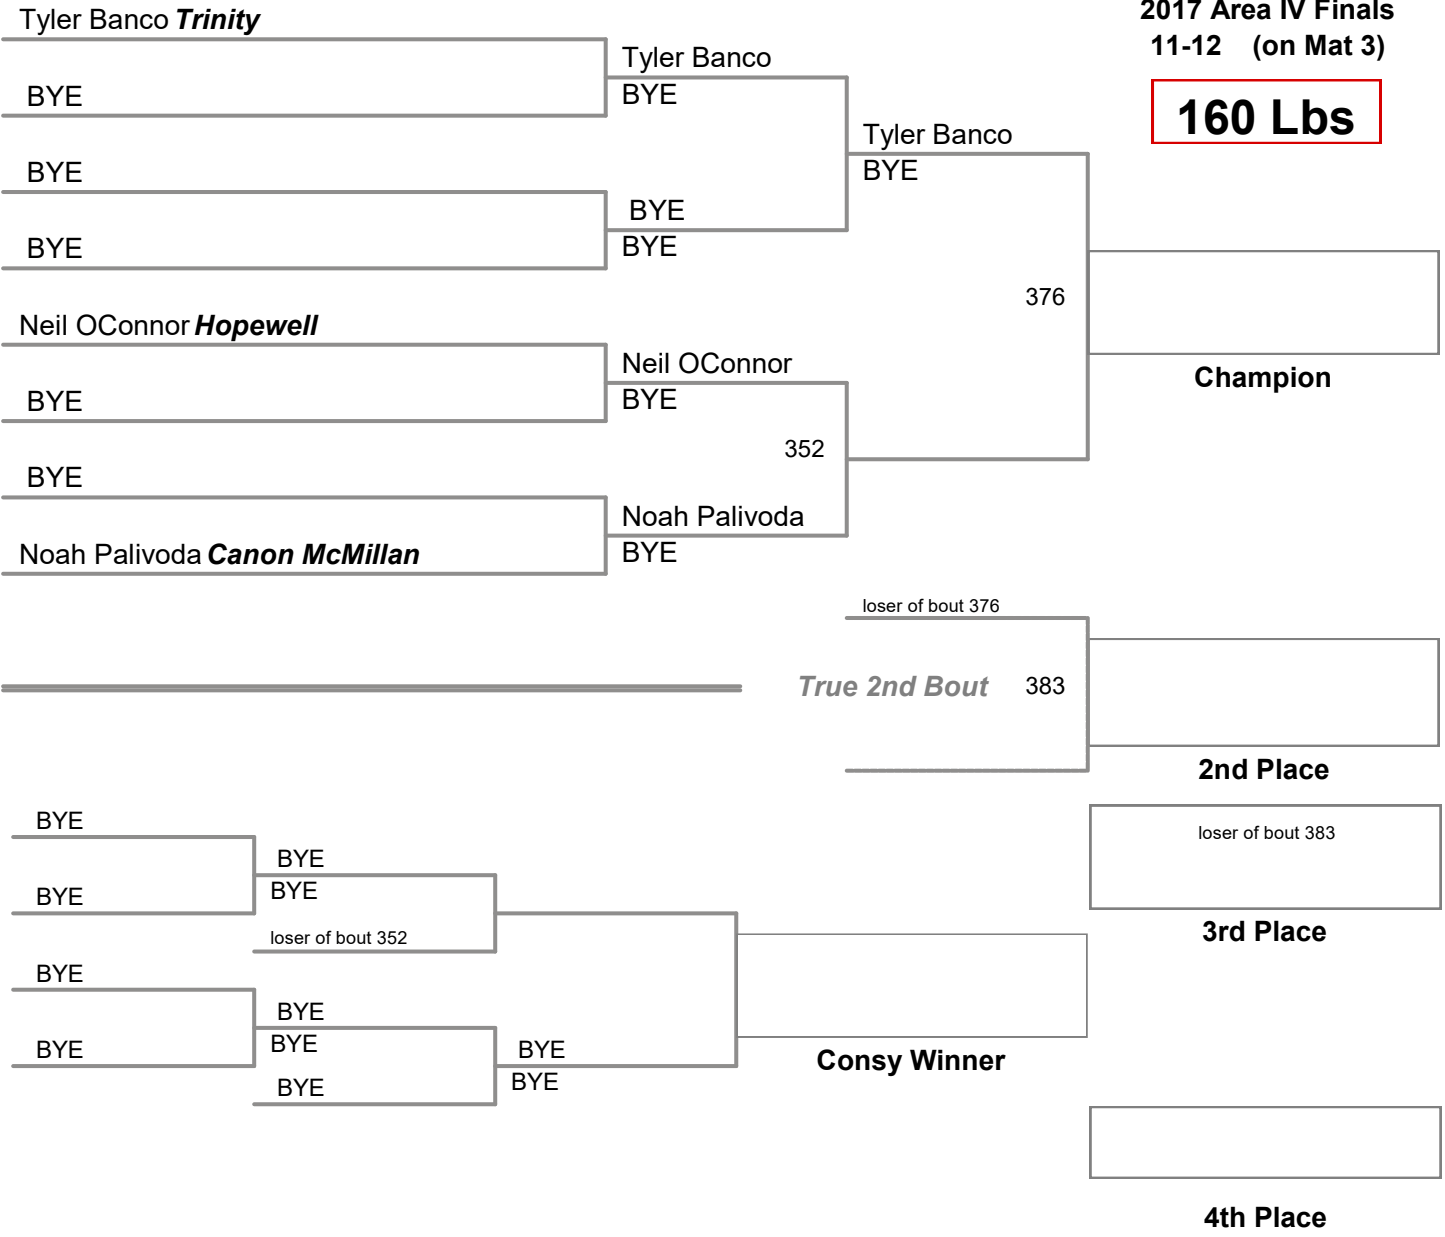 2017 Area IV Finals
11-12 (on Mat 3)
160 Lbs
Tyler Banco Trinity
BYE
BYE
BYE
Neil OConnor Hopewell
BYE
BYE
Noah Palivoda Canon McMillan
Tyler Banco
BYE
BYE
BYE
Neil OConnor
BYE
352
Noah Palivoda
BYE
Tyler Banco
BYE
376
Champion
loser of bout 376
True 2nd Bout 383
2nd Place
BYE
BYE
BYE
BYE
BYE
BYE
loser of bout 352
BYE
BYE
BYE
BYE
BYE
Consy Winner
loser of bout 383
3rd Place
4th Place